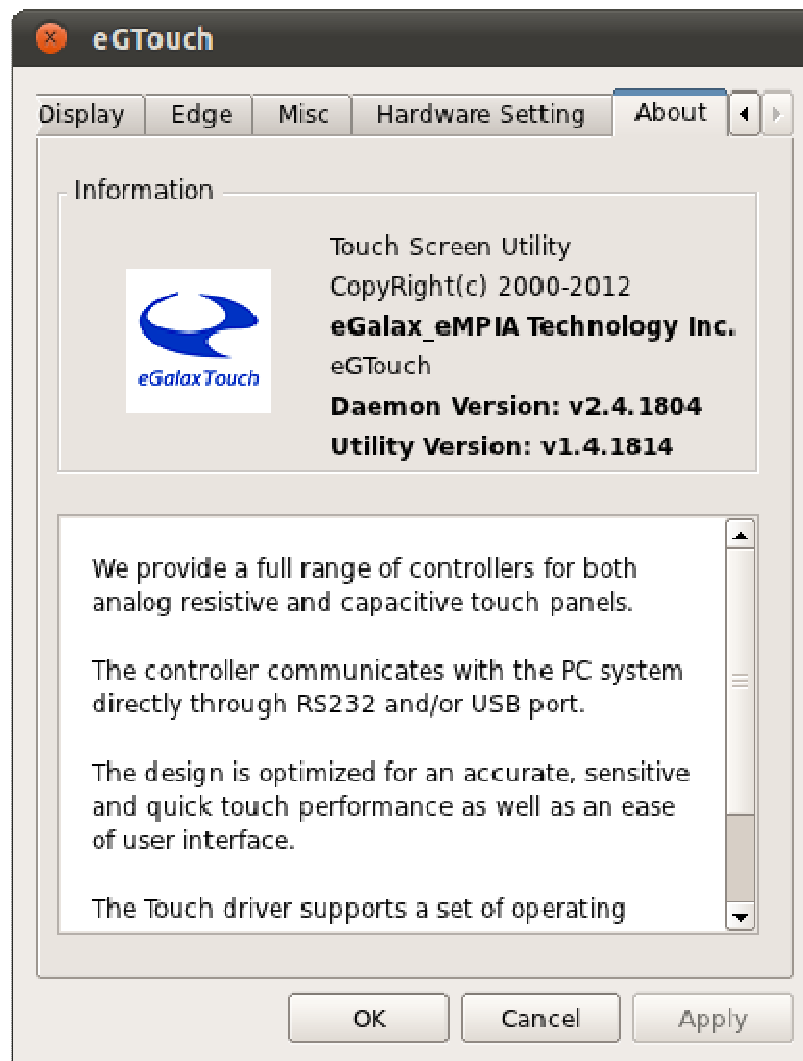 eGTouch
Display Edge Misc Hardware Setting About
Information
eGalaxTouch
Touch Screen Utility
CopyRight(c) 2000-2012
eGalax_eMPIA Technology Inc.
eGTouch
Daemon Version: v2.4.1804
Utility Version: v1.4.1814
We provide a full range of controllers for both
analog resistive and capacitive touch panels.
The controller communicates with the PC system
directly through RS232 and/or USB port.
The design is optimized for an accurate, sensitive
and quick touch performance as well as an ease
of user interface.
The Touch driver supports a set of operating
OK Cancel Apply